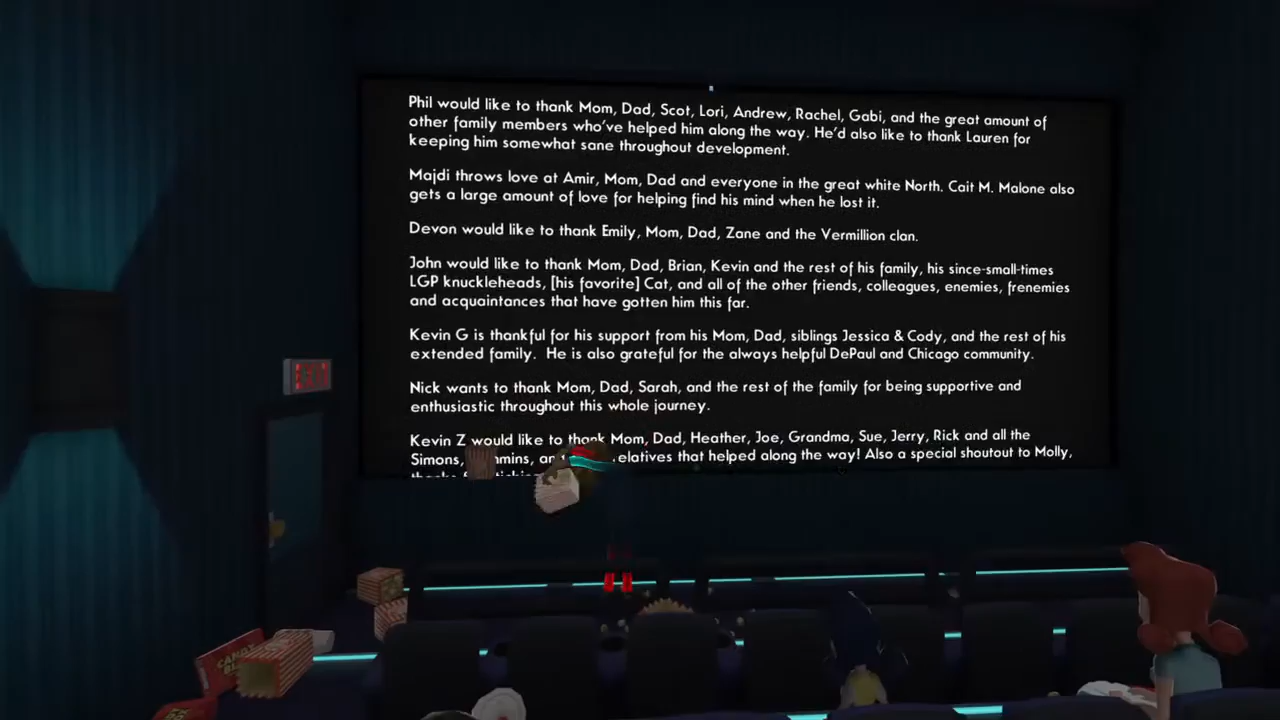 Phil would like to thank Mom, Dad, Scot, Lori, Andrew, Rachel, Gabi, and the great amount of
other family members who've helped him along the way. He'd also like to thank Lauren for
keeping him somewhat sane throughout development.
Majdi throws love at Amir, Mom, Dad and everyone in the great white North. Cait M. Malone also
gets a large amount of love for helping find his mind when he lost it.
Devon would like to thank Emily, Mom, Dad, Zane and the Vermillion clan.
John would like to thank Mom, Dad, Brian, Kevin and the rest of his family, his since-small-times
LGP knuckleheads, [his favorite] Cat, and all of the other friends, colleagues, enemies, frenemies
and acquaintances that have gotten him this far.
Kevin G is thankful for his support from his Mom, Dad, siblings Jessica & Cody, and the rest of his
extended family.  He is also grateful for the always helpful DePaul and Chicago community.
Nick wants to thank Mom, Dad, Sarah, and the rest of the family for being supportive and
enthusiastic throughout this whole journey.
Kevin Z would like to thank Mom, Dad, Heather, Joe, Grandma, Sue, Jerry, Rick and all the
Simons, relatives that helped along the way! Also a special shoutout to Molly,
EXIT
CANDY